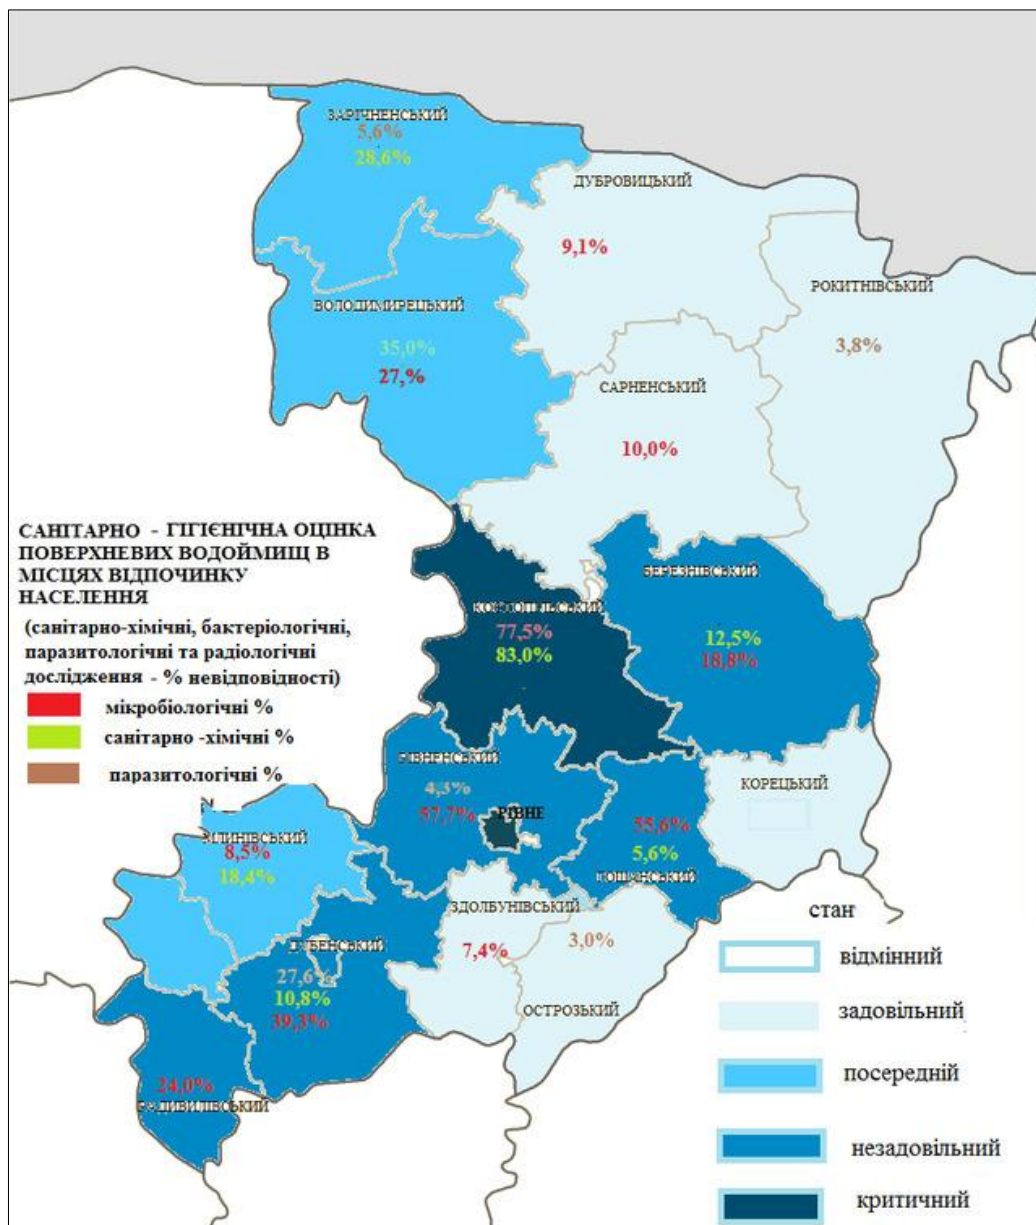 ЗАРІЧНЕНСЬКИЙ
5,6%
28,6%
ДУБРОВИЦЬКИЙ
9,1%
РОКИТНІВСЬКИЙ
3,8%
ВОЛОДИМИРЕЦЬКИЙ
35,0%
27,%
САРНЕНСЬКИЙ
10,0%
САНІТАРНО - ГІГІЄНІЧНА ОЦІНКА
ПОВЕРХНЕВИХ ВОДОЙМИЩ В
МІСЦЯХ ВІДПОЧИНКУ
НАСЕЛЕННЯ
(санітарно-хімічні, бактеріологічні,
паразитологічні та радіологічні
дослідження - % невідповідності)
мікробіологічні %
санітарно -хімічні %
паразитологічні %
БЕРЕЗНІВСЬКИЙ
12,5%
18,8%
КОСТОПІЛЬСЬКИЙ
77,5%
83,0%
РІВНЕНСЬКИЙ
4,3%
57,7%
РІВНЕ
КОРЕЦЬКИЙ
55,6%
5,6%
ГОЩАНСЬКИЙ
МЛИНІВСЬКИЙ
8,5%
18,4%
ЗДОЛБУНІВСЬКИЙ
7,4%
3,0%
ОСТРОЗЬКИЙ
ДУБЕНСЬКИЙ
27,6%
10,8%
39,3%
24,0%
РАДИВИЛІВСЬКИЙ
стан
відмінний
задовільний
посередній
незадовільний
критичний